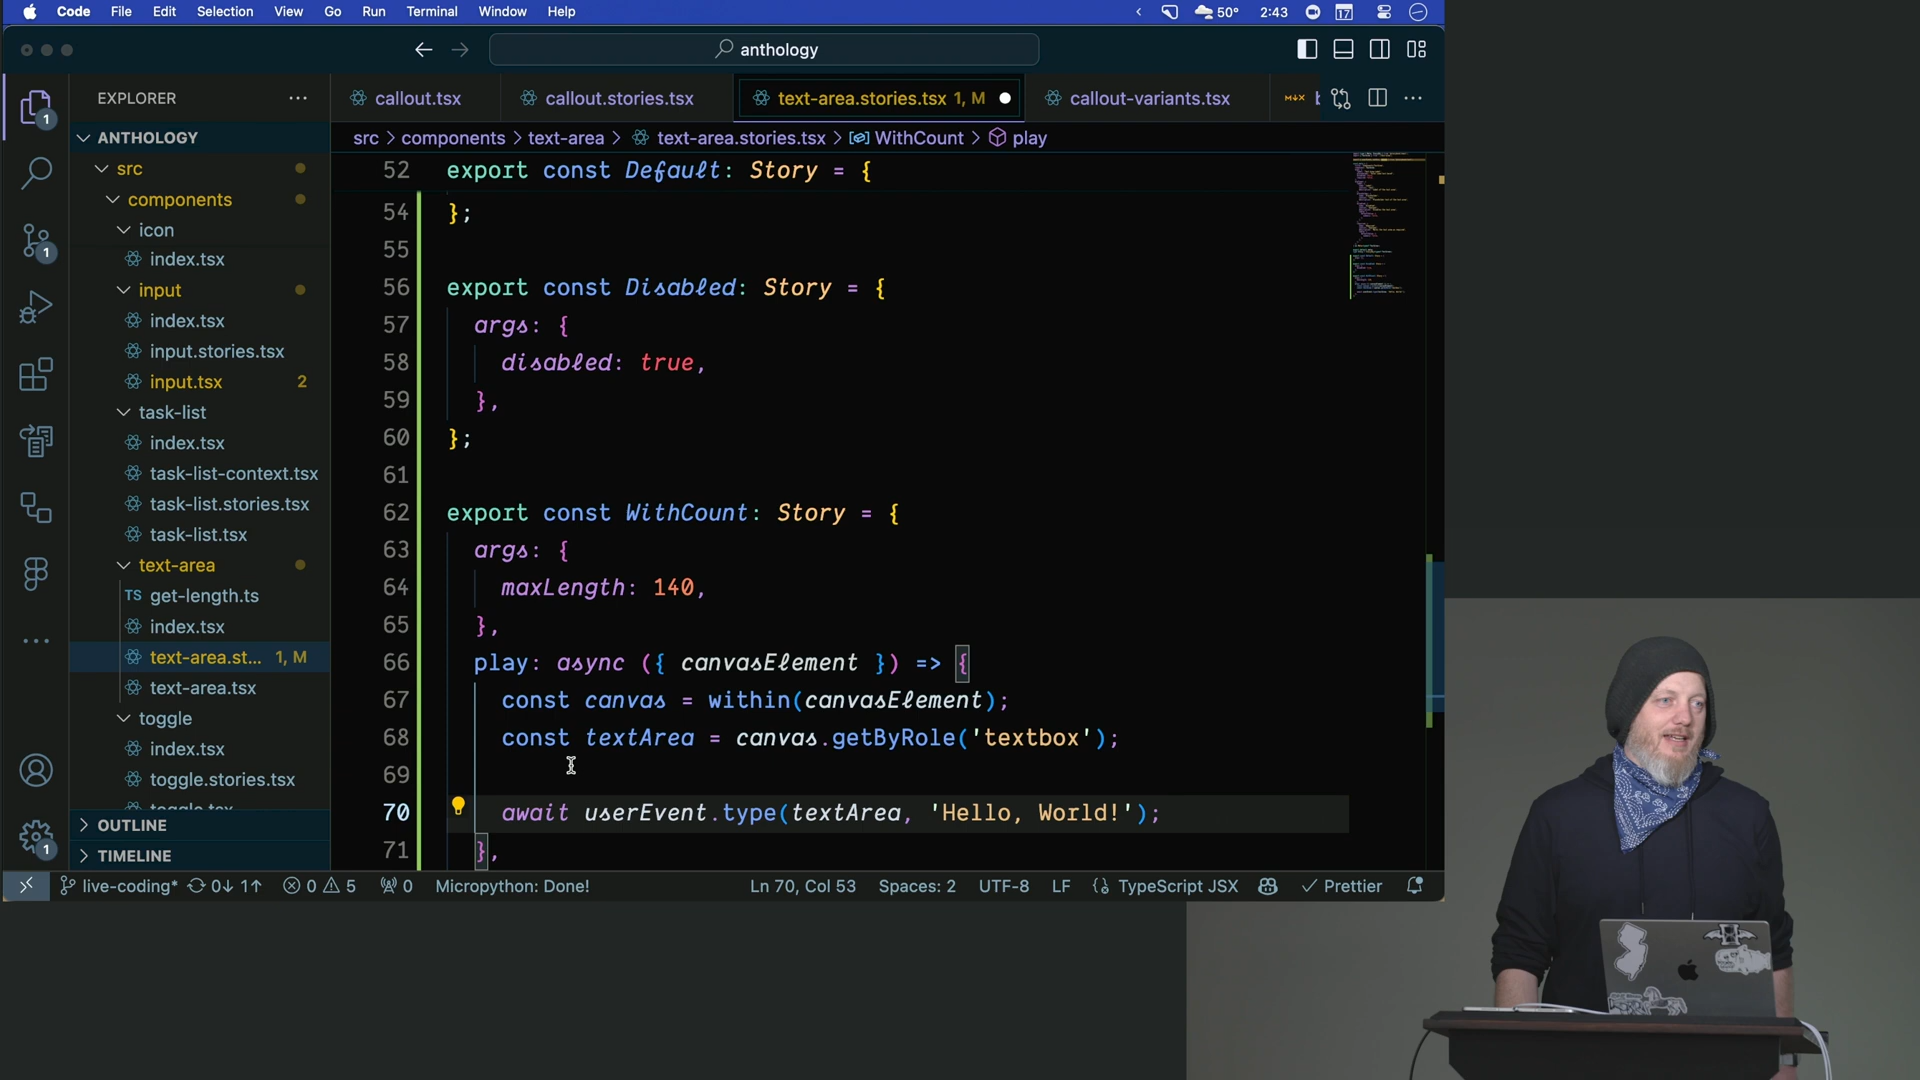 Code File Edit Selection View Go Run Terminal Window Help 50° 2:43 17
anthology
EXPLORER
callout.tsx callout.stories.tsx text-area.stories.tsx 1, M callout-variants.tsx
ANTHOLOGY
src > components > text-area > text-area.stories.tsx > WithCount > play
src
components
icon
index.tsx
input
index.tsx
input.stories.tsx
input.tsx 2
task-list
index.tsx
task-list-context.tsx
task-list.stories.tsx
task-list.tsx
text-area
TS get-length.ts
index.tsx
text-area.st... 1, M
text-area.tsx
toggle
index.tsx
toggle.stories.tsx
toggle.tsx
OUTLINE
TIMELINE
1
1
1
52 export const Default: Story = {
54 };
55
56 export const Disabled: Story = {
57 args: {
58 disabled: true,
59 },
60 };
61
62 export const WithCount: Story = {
63 args: {
64 maxLength: 140,
65 },
66 play: async ({ canvasElement }) => {
67 const canvas = within(canvasElement);
68 const textArea = canvas.getByRole('textbox');
69
70 await userEvent.type(textArea, 'Hello, World!');
71 },
live-coding* 0↓ 1↑ 0 5 0 Micropython: Done! Ln 70, Col 53 Spaces: 2 UTF-8 LF TypeScript JSX Prettier